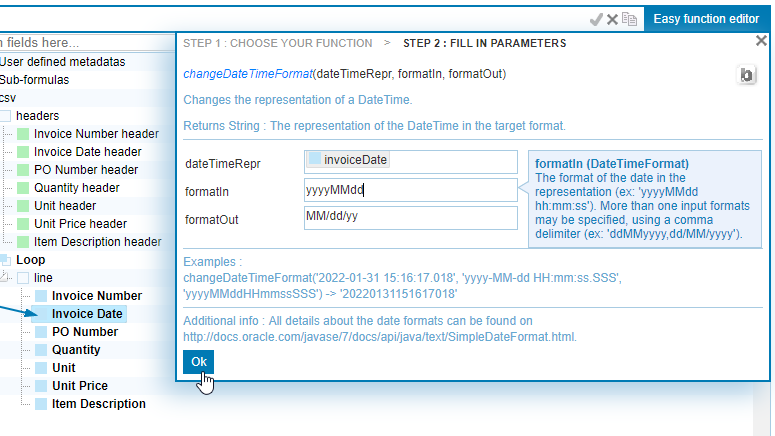 Easy function editor
n fields here...
User defined metadatas
Sub-formulas
csv
headers
Invoice Number header
Invoice Date header
PO Number header
Quantity header
Unit header
Unit Price header
Item Description header
Loop
line
Invoice Number
Invoice Date
PO Number
Quantity
Unit
Unit Price
Item Description
STEP 1 : CHOOSE YOUR FUNCTION > STEP 2 : FILL IN PARAMETERS
changeDateTimeFormat(dateTimeRepr, formatIn, formatOut)
Changes the representation of a DateTime.
Returns String : The representation of the DateTime in the target format.
dateTimeRepr invoiceDate
formatIn yyyyMMdd
formatOut MM/dd/yy
formatIn (DateTimeFormat)
The format of the date in the
representation (ex: 'yyyyMMdd
hh:mm:ss'). More than one input formats
may be specified, using a comma
delimiter (ex: 'ddMMyyyy,dd/MM/yyyy').
Examples :
changeDateTimeFormat('2022-01-31 15:16:17.018', 'yyyy-MM-dd HH:mm:ss.SSS',
'yyyyMMddHHmmssSSS') -> '20220131151617018'
Additional info : All details about the date formats can be found on
http://docs.oracle.com/javase/7/docs/api/java/text/SimpleDateFormat.html.
Ok